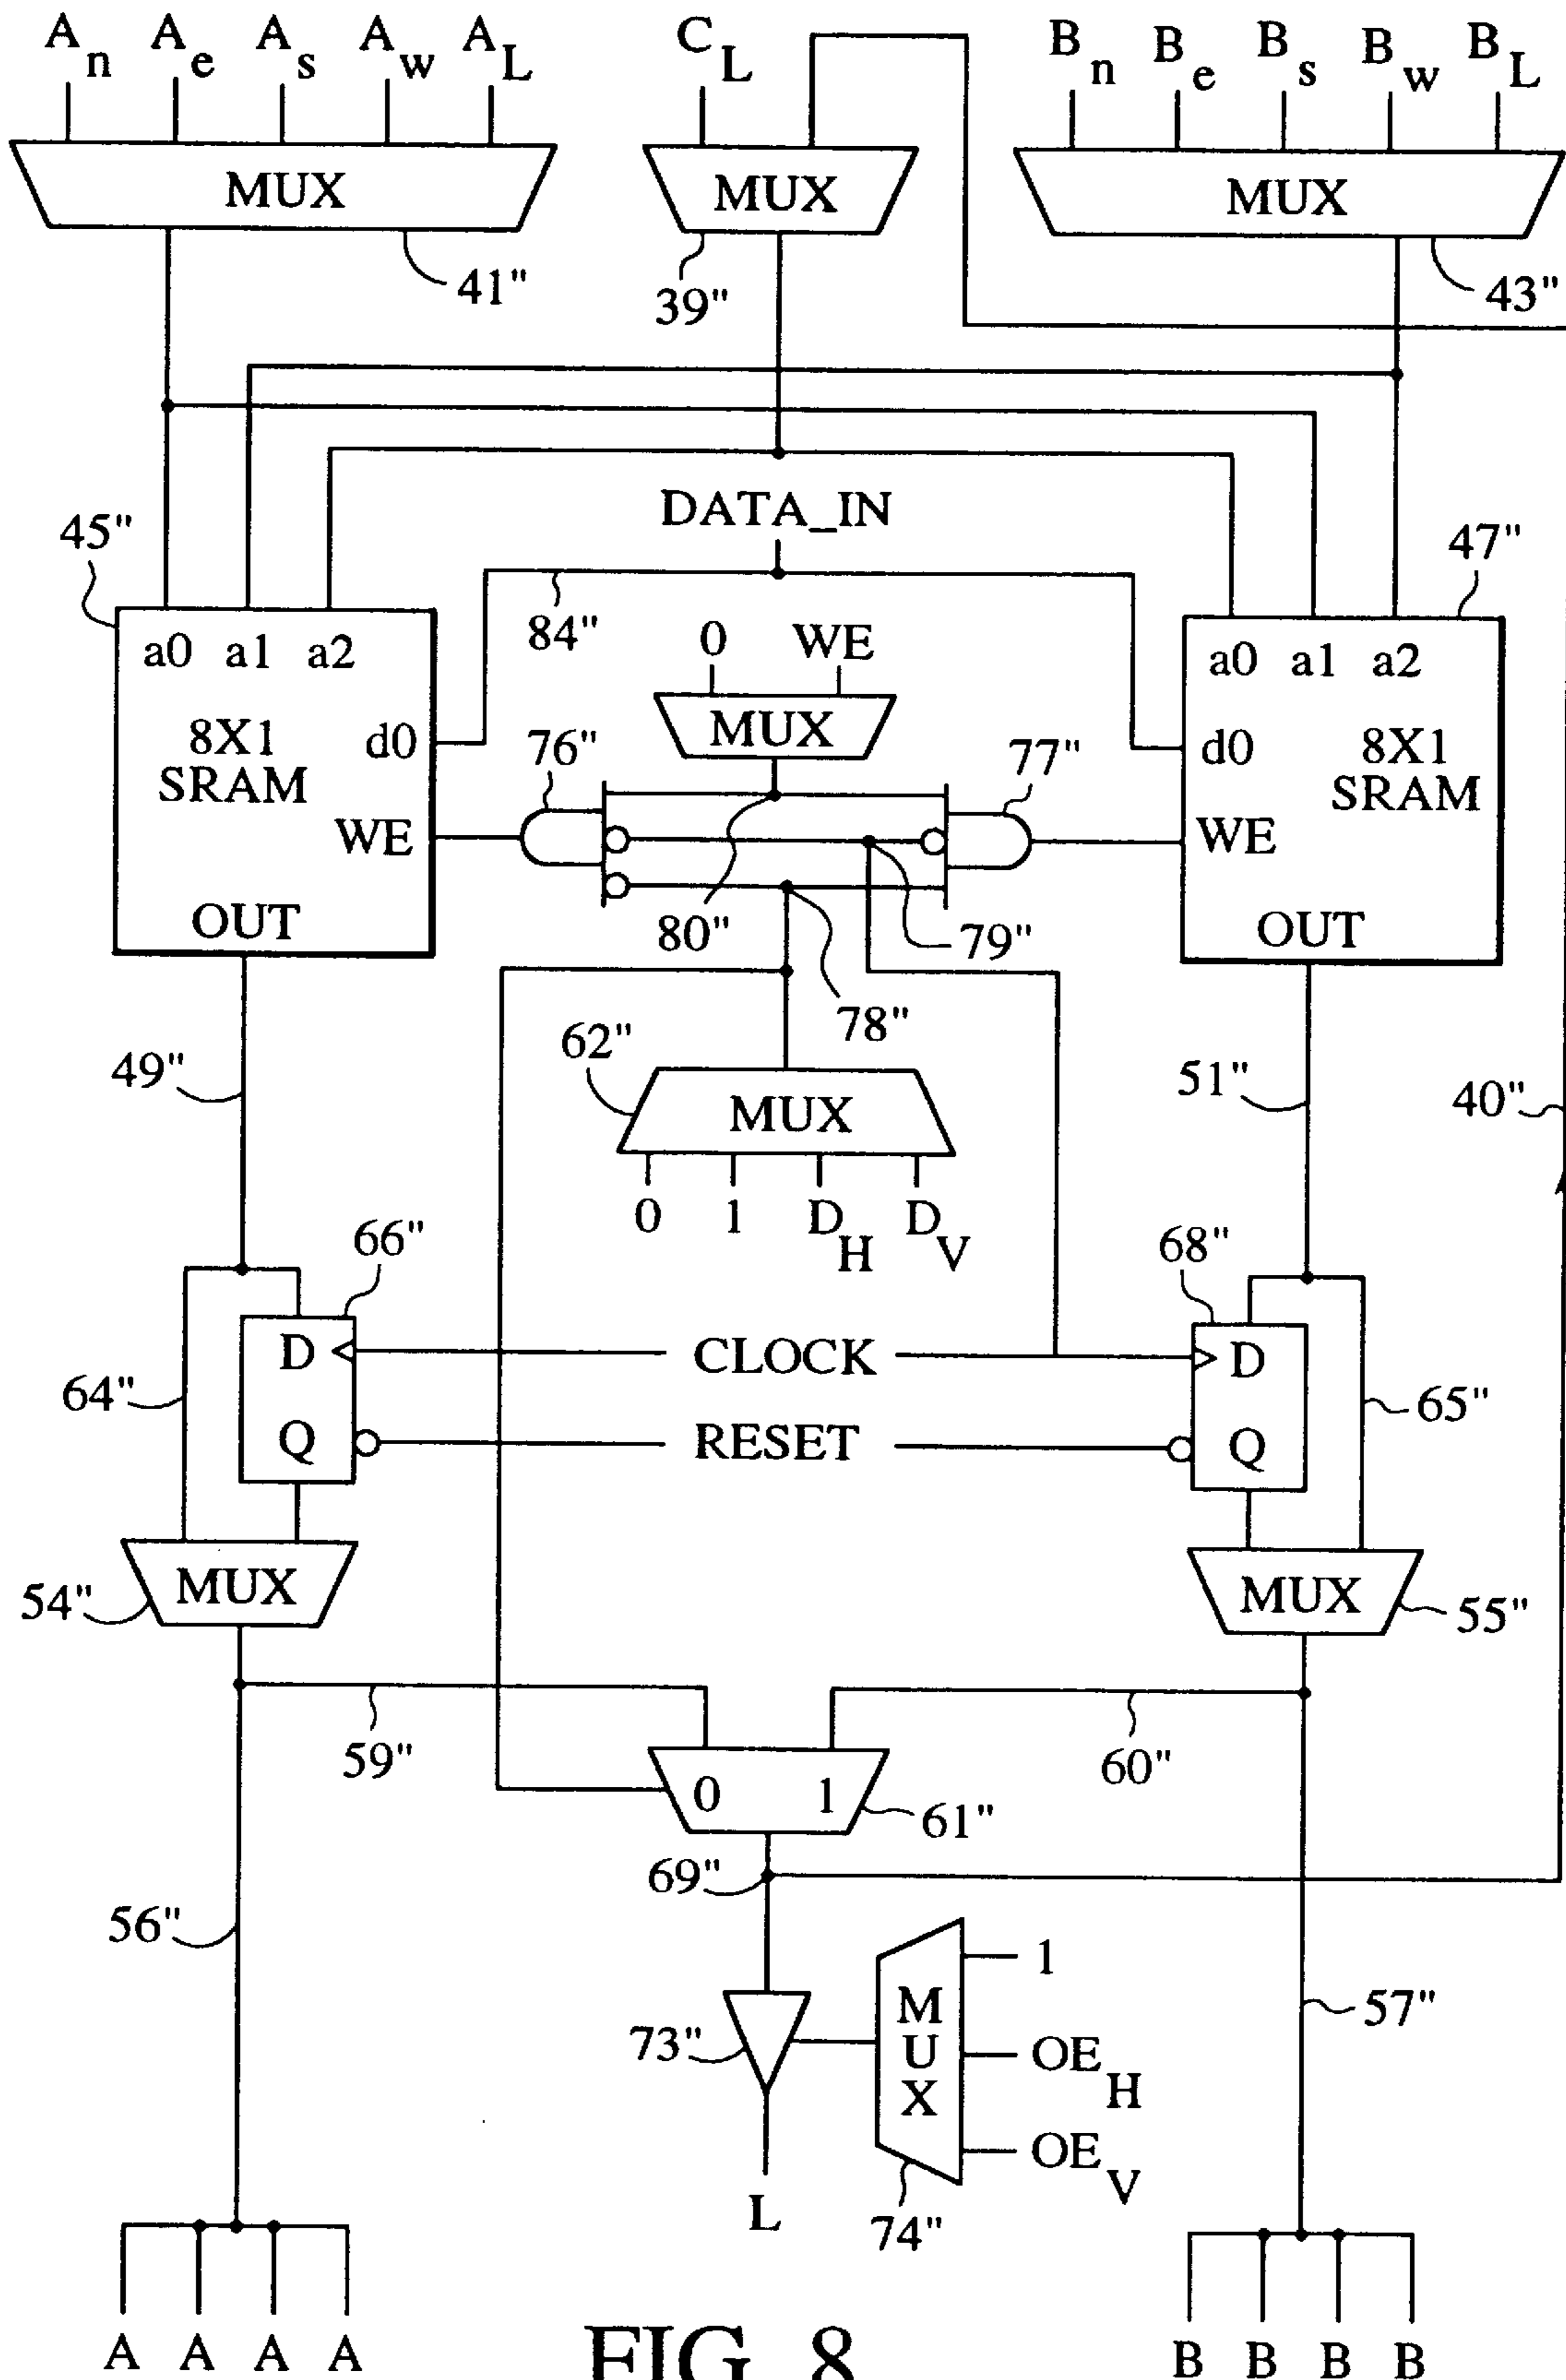 An Ae As Aw AL CL Bn Be Bs Bw BL
MUX MUX MUX
41" 39" 43"
DATA_IN
45" 47"
84"
a0 a1 a2 0 WE a0 a1 a2
MUX
8X1 SRAM d0 76" 77" d0 8X1 SRAM
WE WE
OUT 80" 79" OUT
78"
62"
49" MUX 51" 40"
0 1 DH DV
66" 68"
D CLOCK D
64" 65"
Q RESET Q
MUX MUX
54" 55"
59" 60"
0 1
61"
69"
56" 1
MUX
57"
73" OEH
OEV
L 74"
A A A A B B B B
FIG. 8